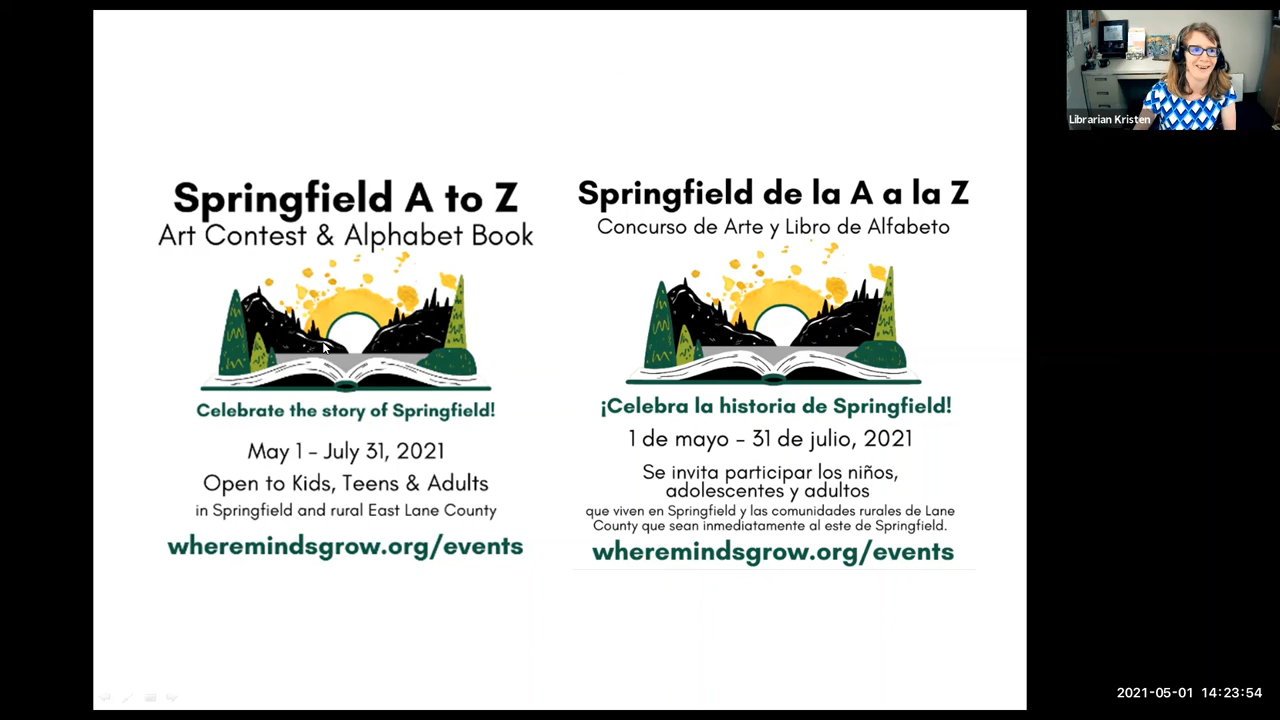 Springfield A to Z
Art Contest & Alphabet Book
Celebrate the story of Springfield!
May 1 - July 31, 2021
Open to Kids, Teens & Adults
in Springfield and rural East Lane County
wheremindsgrow.org/events
Springfield de la A a la Z
Concurso de Arte y Libro de Alfabeto
¡Celebra la historia de Springfield!
1 de mayo - 31 de julio, 2021
Se invita participar los niños,
adolescentes y adultos
que viven en Springfield y las comunidades rurales de Lane
County que sean inmediatamente al este de Springfield.
wheremindsgrow.org/events
Librarian Kristen
2021-05-01 14:23:54